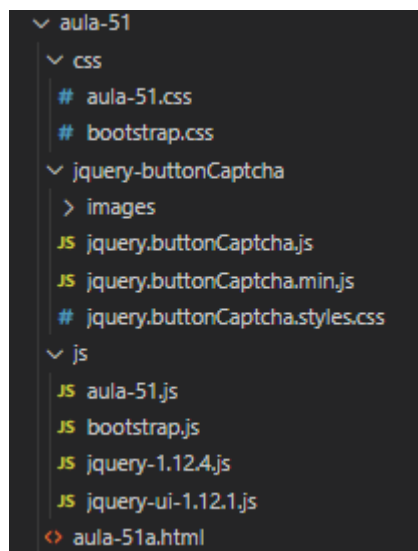 aula-51
css
# aula-51.css
# bootstrap.css
jquery-buttonCaptcha
images
JS jquery.buttonCaptcha.js
JS jquery.buttonCaptcha.min.js
# jquery.buttonCaptcha.styles.css
js
JS aula-51.js
JS bootstrap.js
JS jquery-1.12.4.js
JS jquery-ui-1.12.1.js
<> aula-51a.html